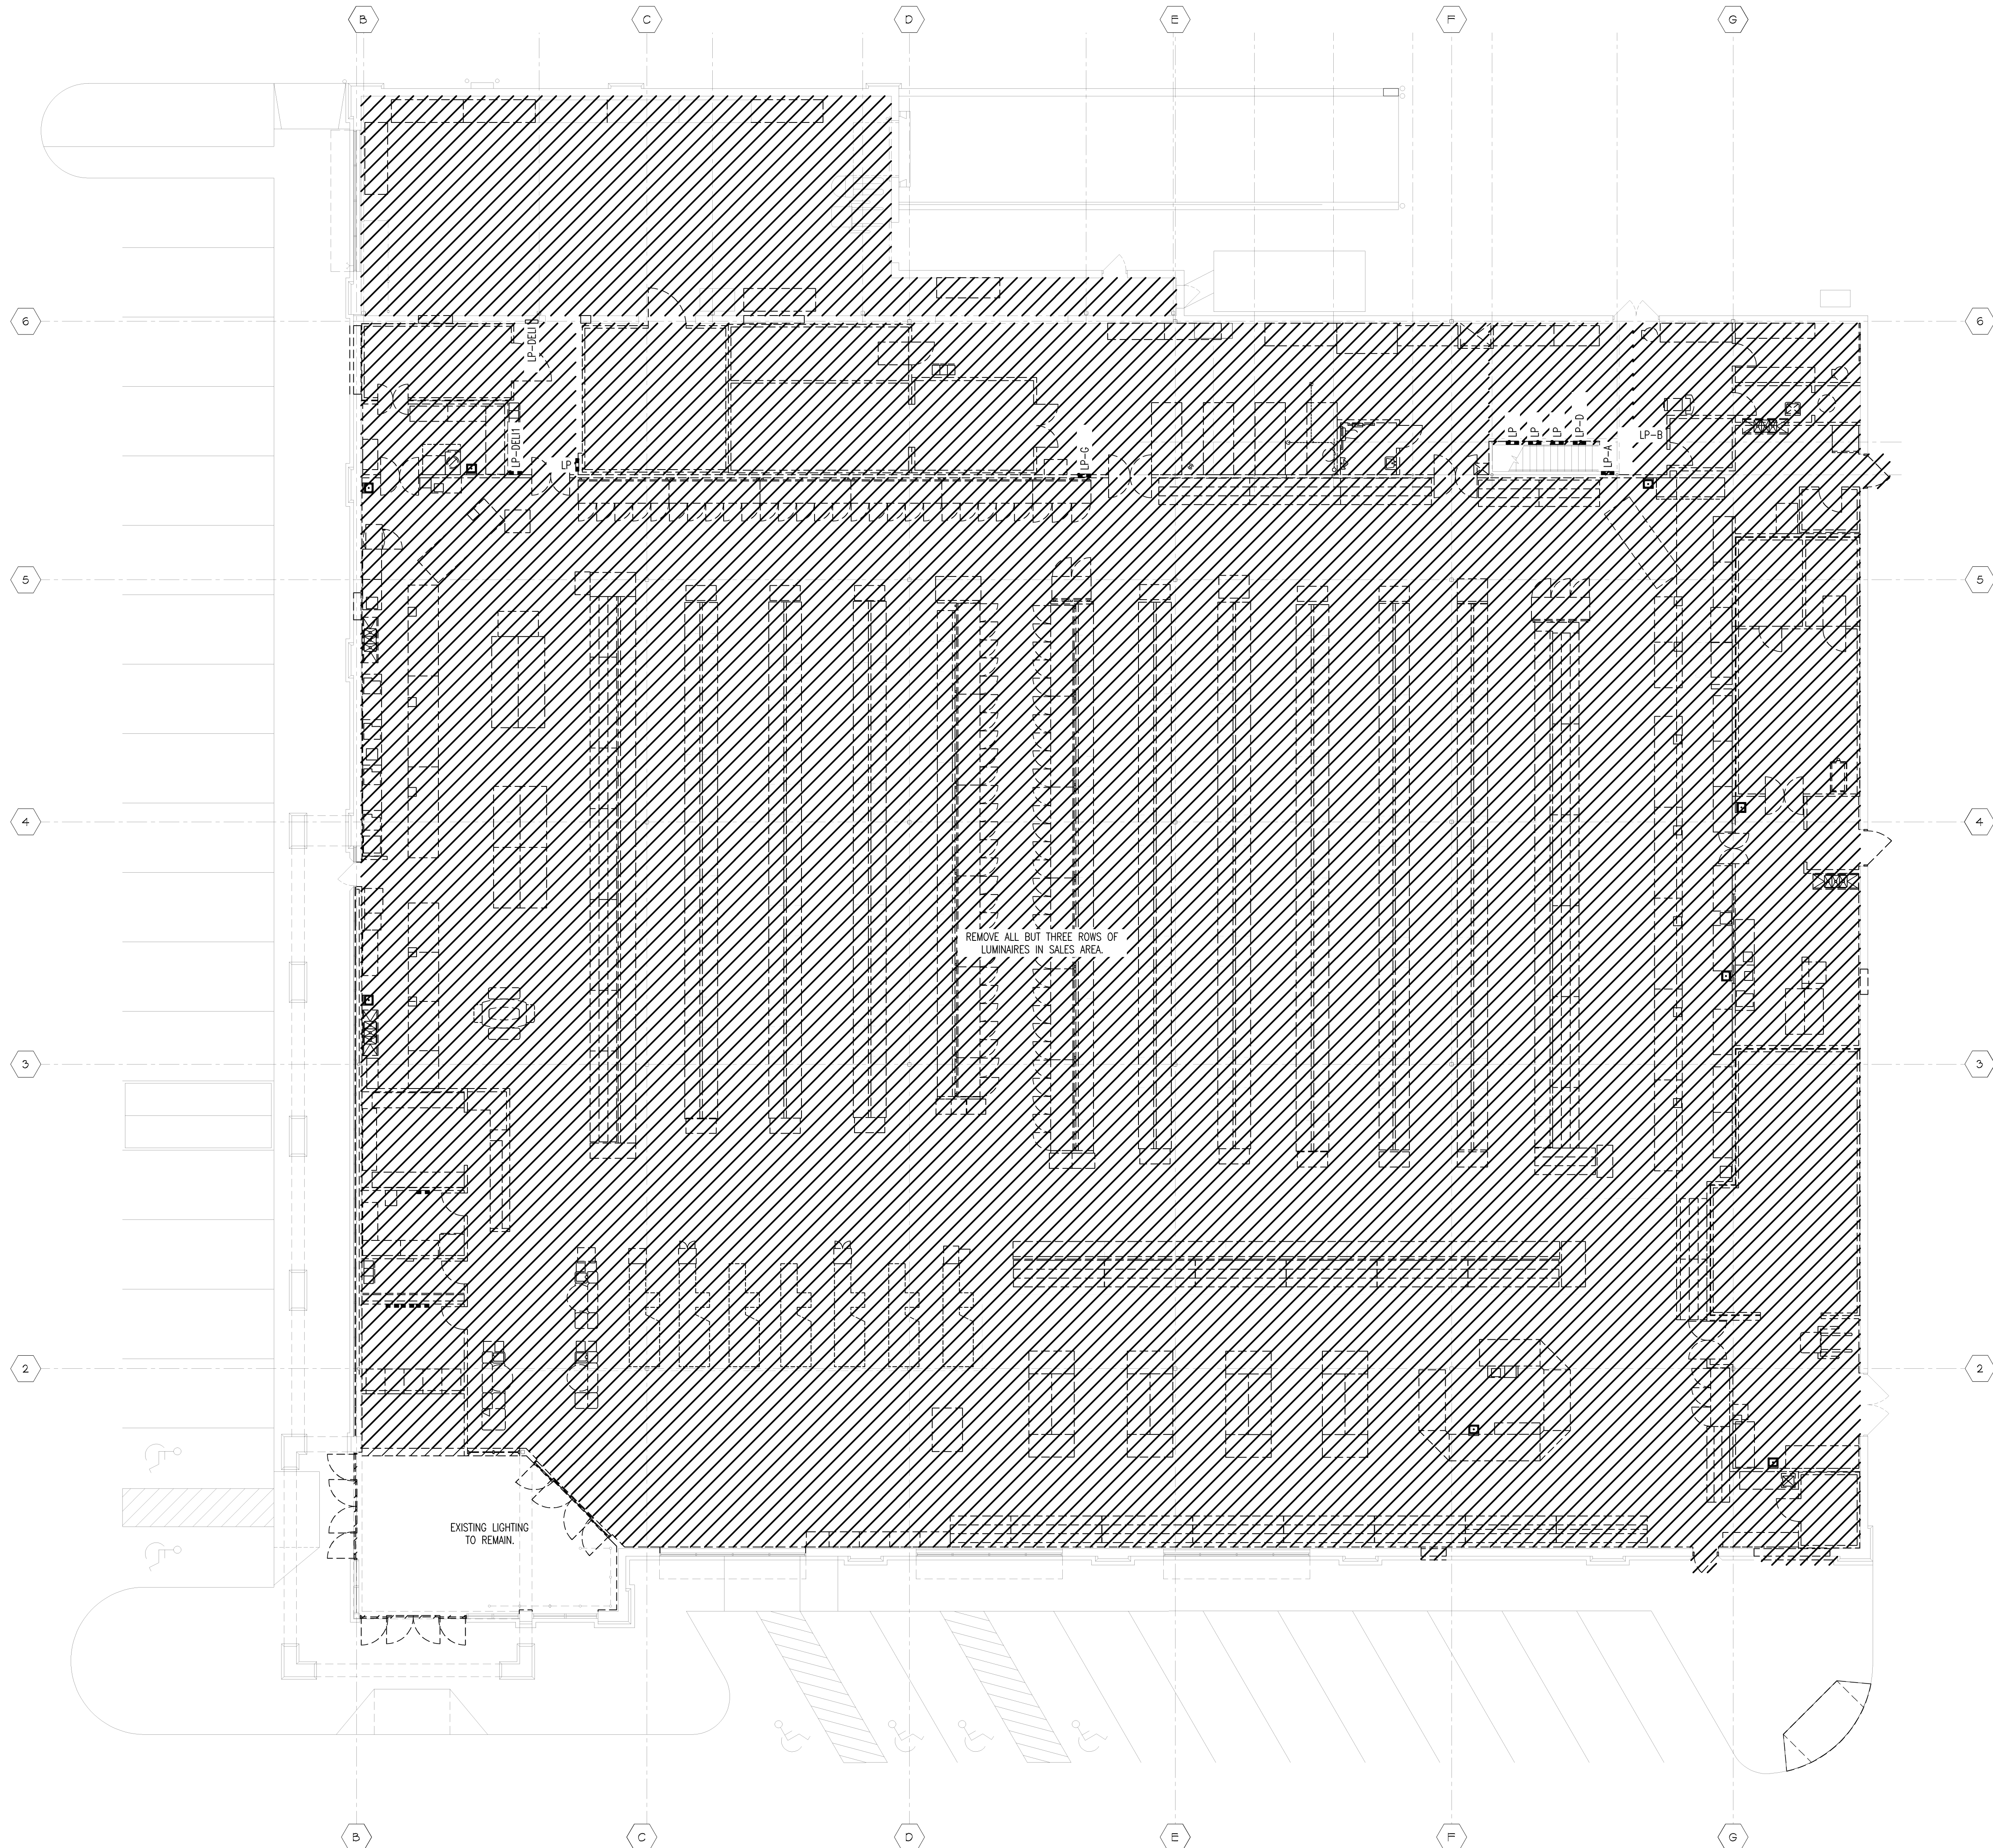 B C D E F G
6 6
LP-DELI
LP LP LP LP-D
LP-DELI1
LP
LP-G
LP-A
LP-B
5 5
4 4
REMOVE ALL BUT THREE ROWS OF
LUMINAIRES IN SALES AREA.
3 3
2 2
EXISTING LIGHTING
TO REMAIN.
B C D E F G